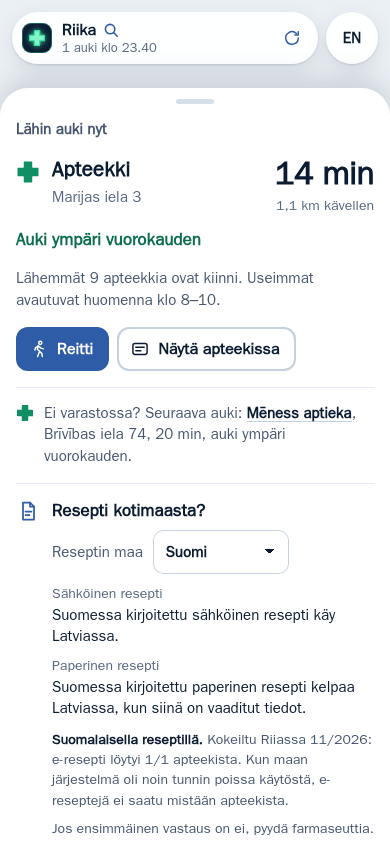 Riika
1 auki klo 23.40
EN
Lähin auki nyt
Apteekki
14 min
Marijas iela 3
1,1 km kävellen
Auki ympäri vuorokauden
Lähemmät 9 apteekkia ovat kiinni. Useimmat
avautuvat huomenna klo 8–10.
Reitti
Näytä apteekissa
Ei varastossa? Seuraava auki: Mēness aptieka,
Brīvības iela 74, 20 min, auki ympäri
vuorokauden.
Resepti kotimaasta?
Reseptin maa
Suomi
Sähköinen resepti
Suomessa kirjoitettu sähköinen resepti käy
Latviassa.
Paperinen resepti
Suomessa kirjoitettu paperinen resepti kelpaa
Latviassa, kun siinä on vaaditut tiedot.
Suomalaisella reseptillä. Kokeiltu Riiassa 11/2026:
e-resepti löytyi 1/1 apteekista. Kun maan
järjestelmä oli noin tunnin poissa käytöstä, e-
reseptejä ei saatu mistään apteekista.
Jos ensimmäinen vastaus on ei, pyydä farmaseuttia.